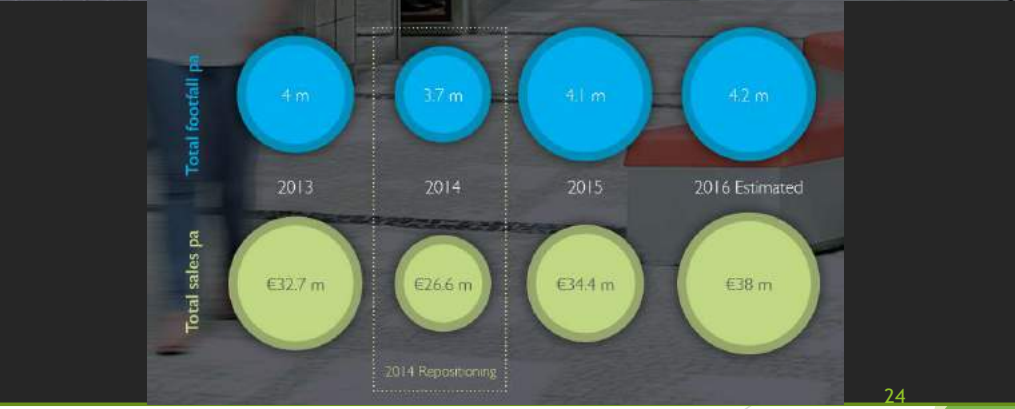 Total footfall pa
4 m
3.7 m
4.1 m
4.2 m
2013
2014
2015
2016 Estimated
Total sales pa
€32.7 m
€26.6 m
€34.4 m
€38 m
2014 Repositioning
24